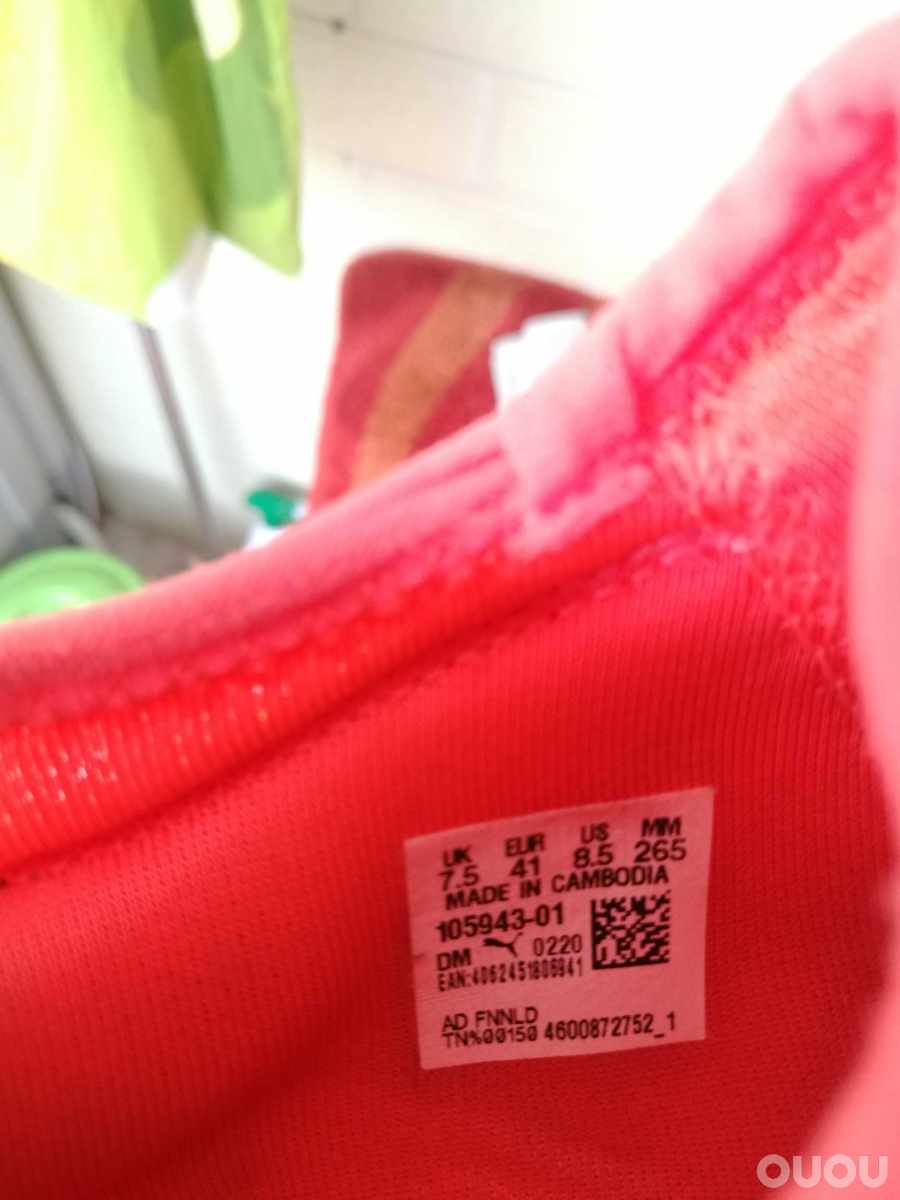 UK EUR US MM
7.5 41 8.5 265
MADE IN CAMBODIA
105943-01
DM 0220
EAN:4062451806941
AD FNNLD
TN%00150 4600872752_1
OUOU